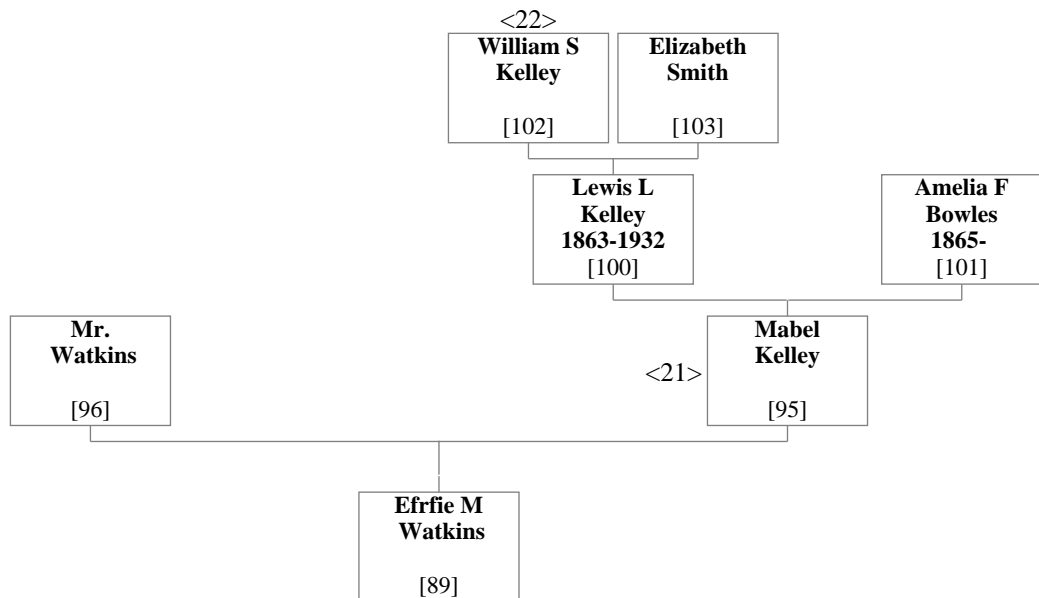 <22>
William S
Kelley
[102]
Elizabeth
Smith
[103]
Lewis L
Kelley
1863-1932
[100]
Amelia F
Bowles
1865-
[101]
Mr.
Watkins
[96]
<21>
Mabel
Kelley
[95]
Efrfie M
Watkins
[89]